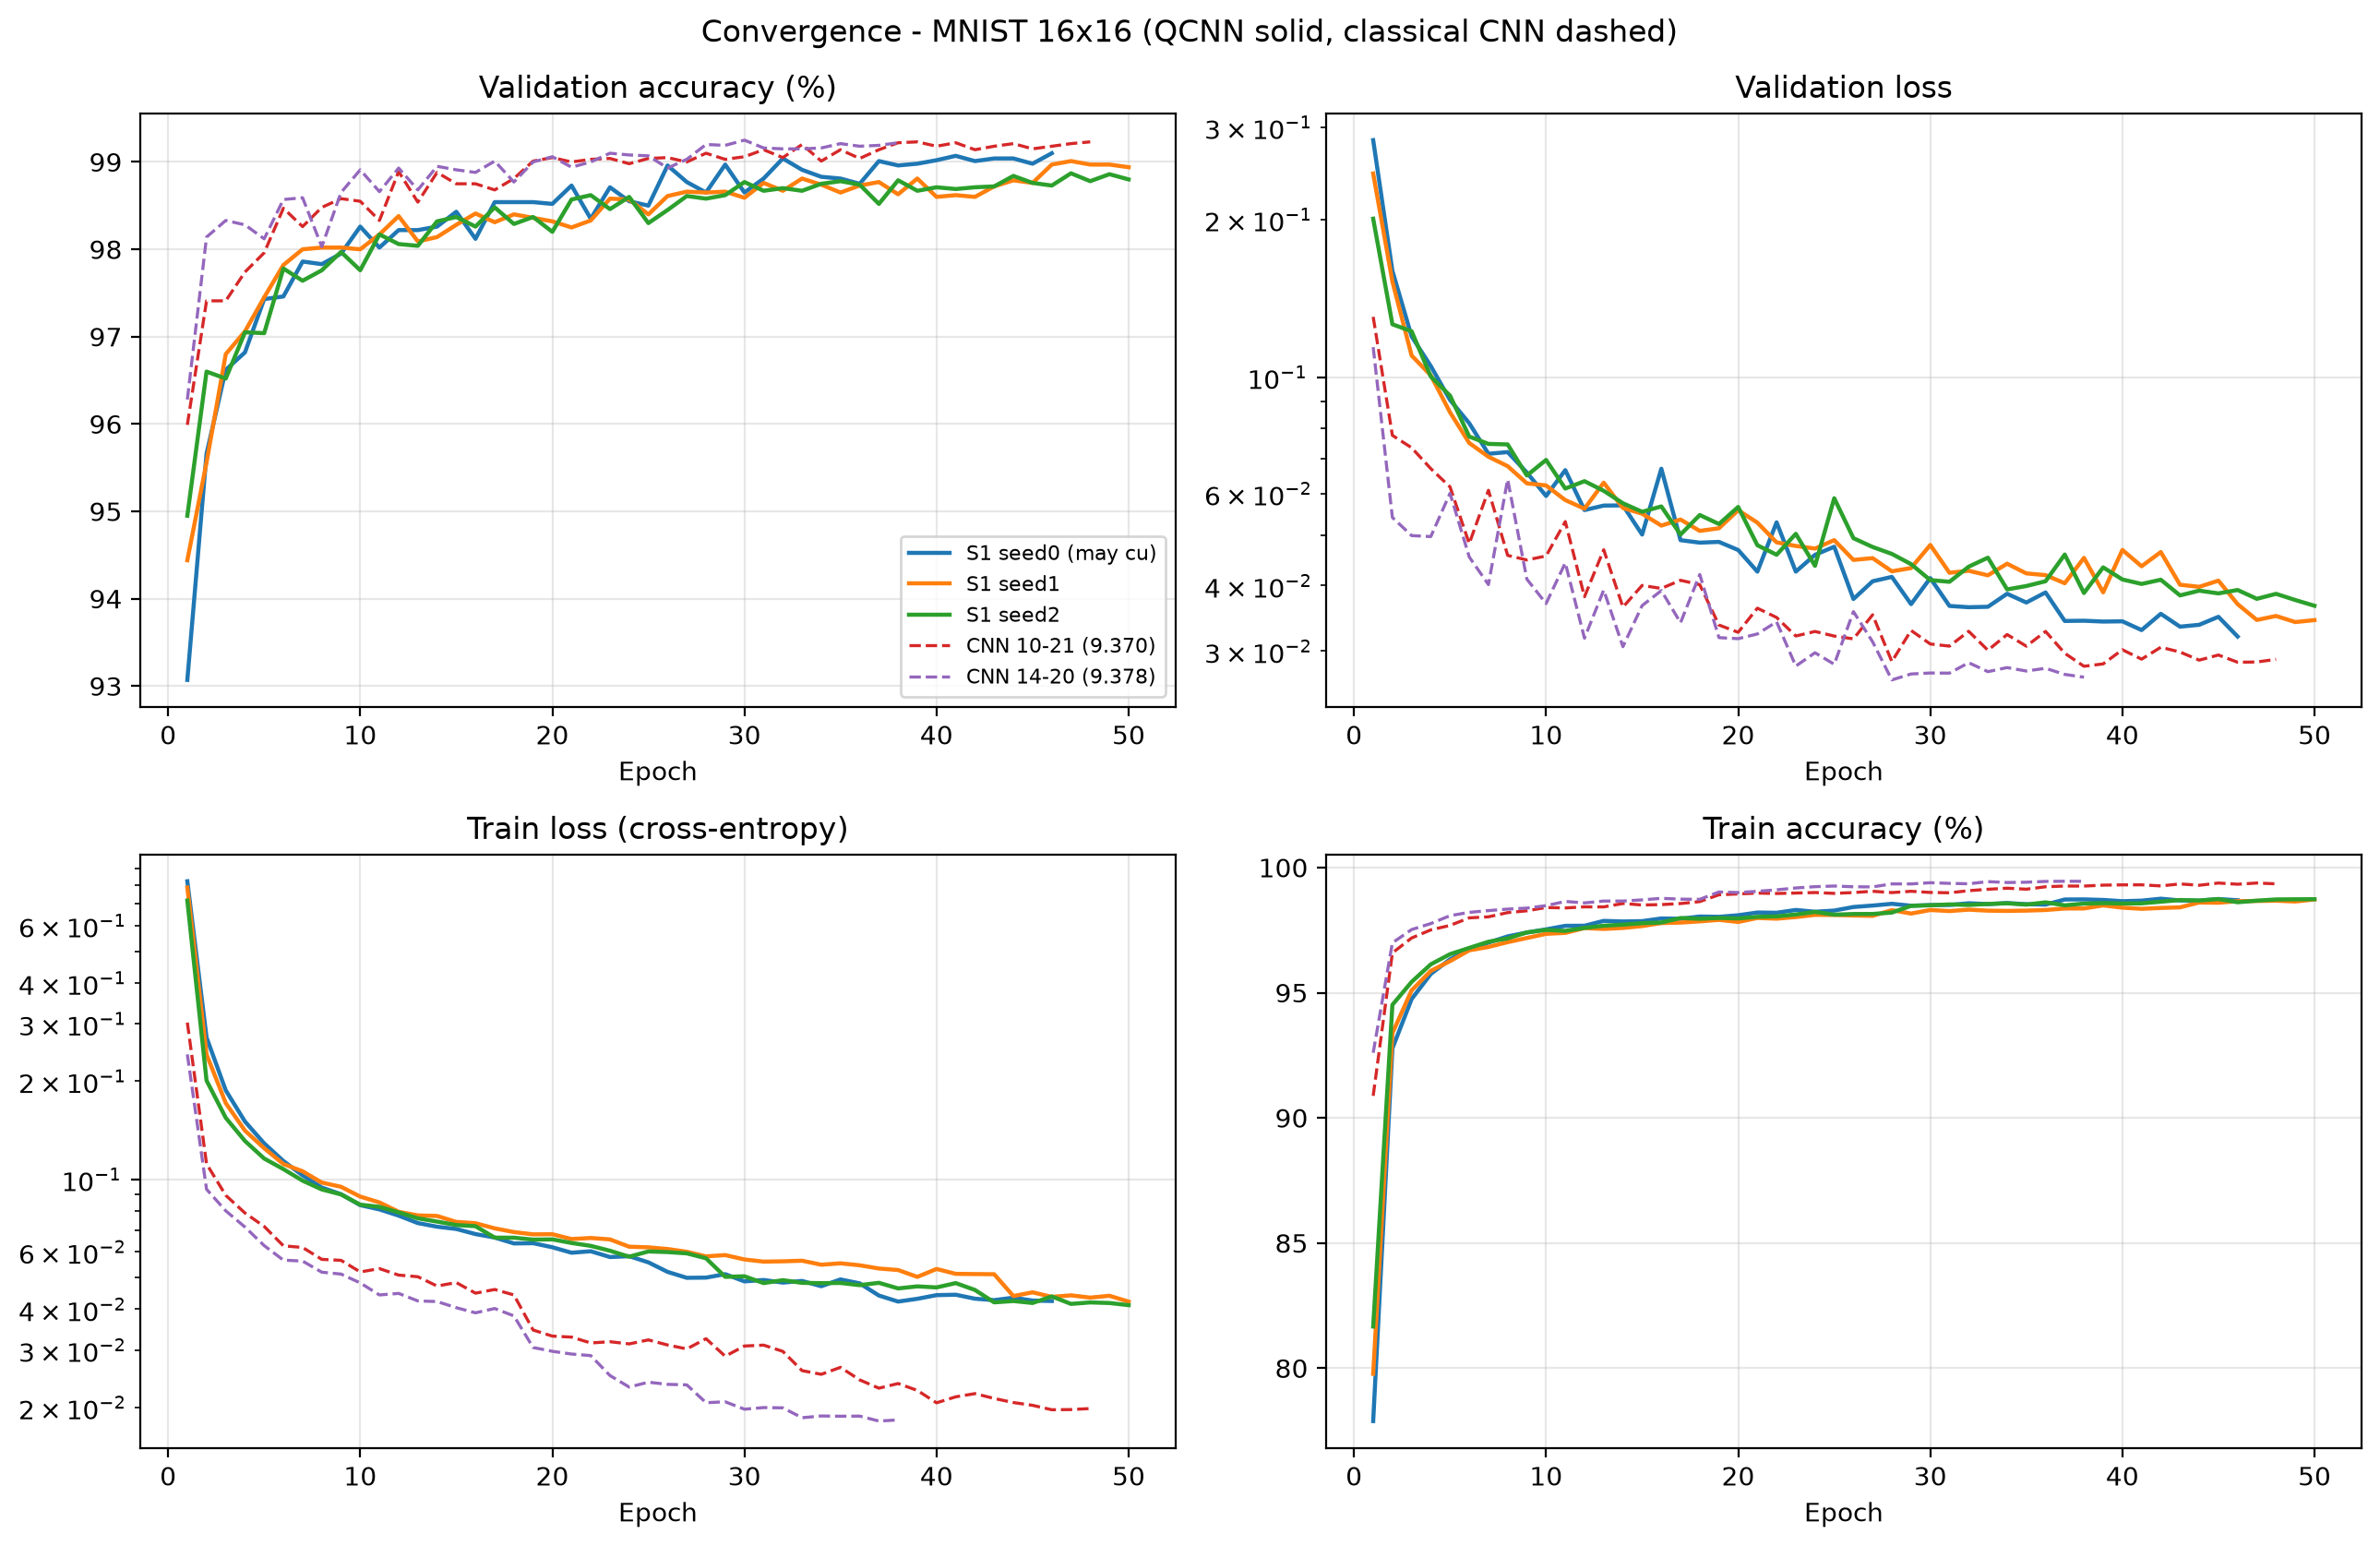 Convergence - MNIST 16x16 (QCNN solid, classical CNN dashed)
Validation accuracy (%)
99
98
97
96
95
94
93
0 10 20 30 40 50
Epoch
S1 seed0 (may cu)
S1 seed1
S1 seed2
CNN 10-21 (9.370)
CNN 14-20 (9.378)
Validation loss
3 × 10⁻¹
2 × 10⁻¹
10⁻¹
6 × 10⁻²
4 × 10⁻²
3 × 10⁻²
0 10 20 30 40 50
Epoch
Train loss (cross-entropy)
6 × 10⁻¹
4 × 10⁻¹
3 × 10⁻¹
2 × 10⁻¹
10⁻¹
6 × 10⁻²
4 × 10⁻²
3 × 10⁻²
2 × 10⁻²
0 10 20 30 40 50
Epoch
Train accuracy (%)
100
95
90
85
80
0 10 20 30 40 50
Epoch